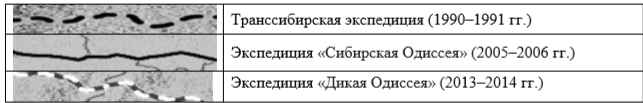 Транссибирская экспедиция (1990–1991 гг.)
Экспедиция «Сибирская Одиссея» (2005–2006 гг.)
Экспедиция «Дикая Одиссея» (2013–2014 гг.)